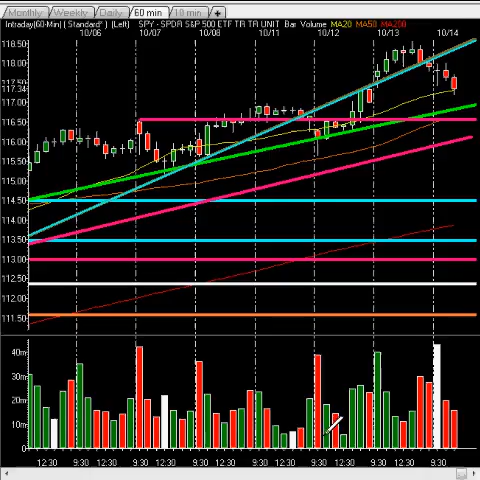 Monthly Weekly Daily 60 min 10 min +
Intraday(60-Min) [Standard*] [Left] SPY - SPDR S&P 500 ETF TR TR UNIT Bar Volume MA20 MA50 MA200
118.50 10/06 10/07 10/08 10/11 10/12 10/13 10/14
118.00
117.50
117.34
117.00
116.50
116.00
115.50
115.00
114.50
114.00
113.50
113.00
112.50
112.00
111.50
40m
30m
20m
10m
0
12:30 9:30 12:30 9:30 12:30 9:30 12:30 9:30 12:30 9:30 12:30 9:30 12:30 9:30